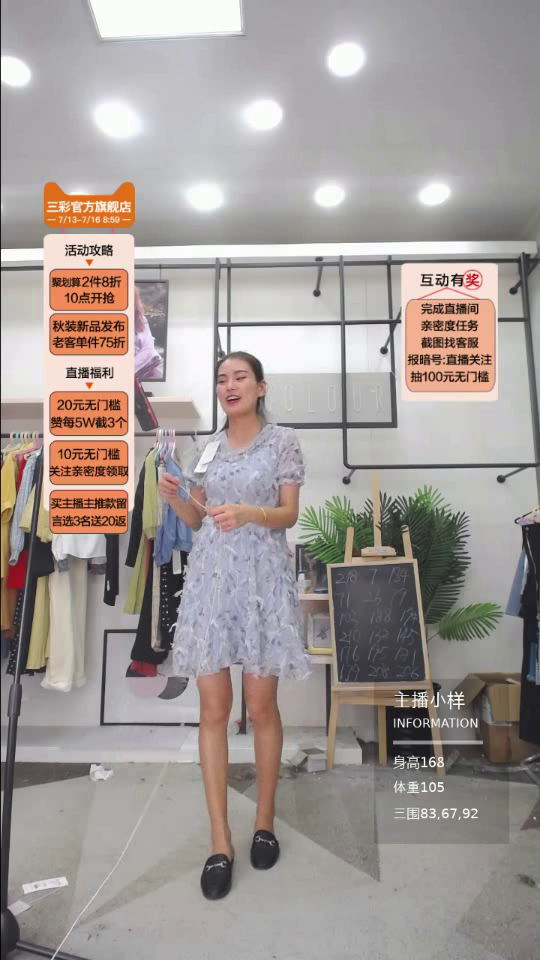 三彩官方旗舰店
7/13-7/16 8:59
活动攻略
聚划算2件8折
10点开抢
秋装新品发布
老客单件75折
直播福利
20元无门槛
赞每5W截3个
10元无门槛
关注亲密度领取
买主播主推款留
言选3名送20返
互动有奖
完成直播间
亲密度任务
截图找客服
报暗号:直播关注
抽100元无门槛
主播小样
INFORMATION
身高168
体重105
三围83,67,92